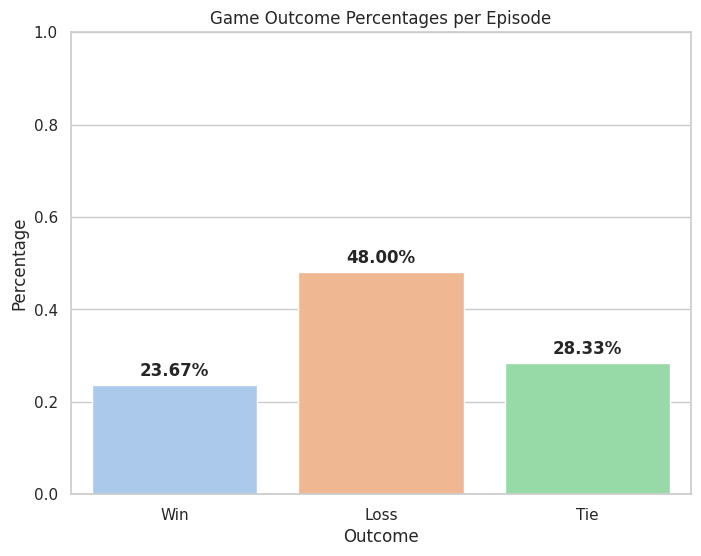 Game Outcome Percentages per Episode
1.0
0.8
0.6
0.4
0.2
0.0
Percentage
23.67%
48.00%
28.33%
Win
Loss
Tie
Outcome